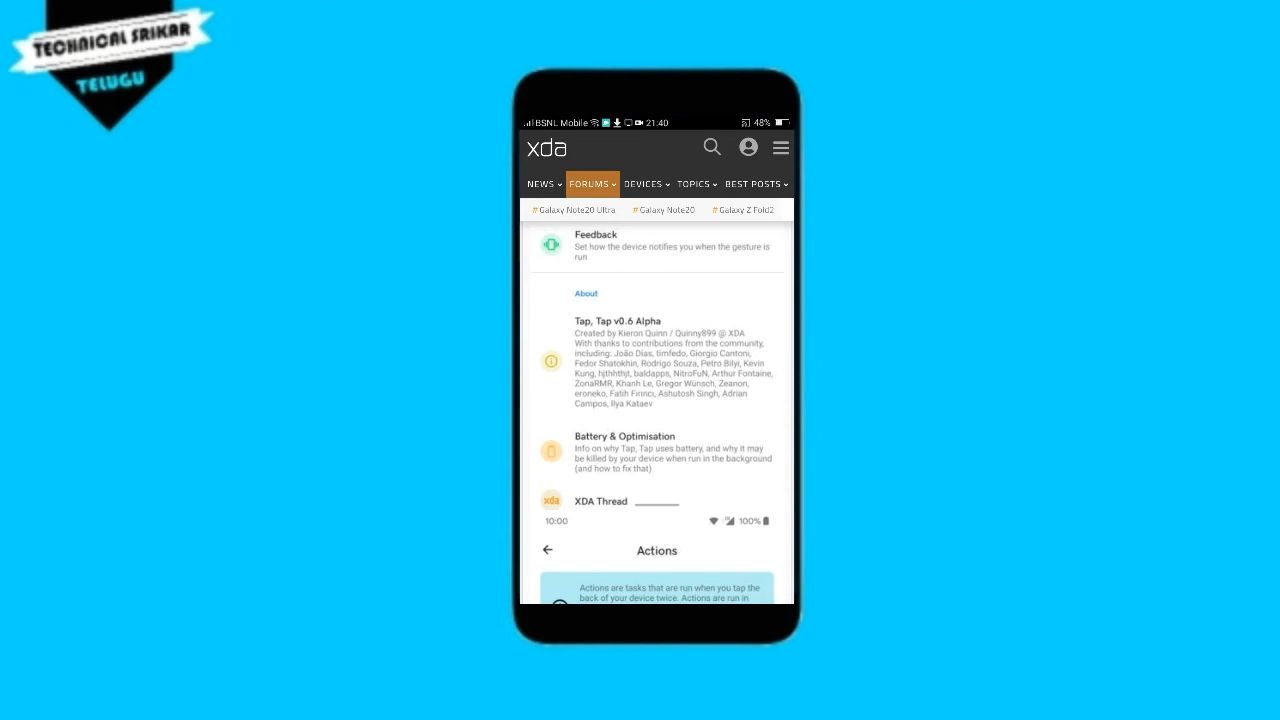 TECHNICAL SRIKAR
TELUGU
BSNL Mobile 21:40 48%
xda
NEWS FORUMS DEVICES TOPICS BEST POSTS
#Galaxy Note20 Ultra #Galaxy Note20 #Galaxy Z Fold2
Feedback
Set how the device notifies you when the gesture is
run
About
Tap, Tap v0.6 Alpha
Created by Kieron Quinn / Quinny899 @ XDA
With thanks to contributions from the community,
including: João Dias, timfedo, Giorgio Cantoni,
Fedor Shatokhin, Rodrigo Souza, Petro Bilyi, Kevin
Kung, hjthhthjt, baldapps, NitroFuN, Arthur Fontaine,
ZonaRMR, Khanh Le, Gregor Wünsch, Zeanon,
eroneko, Fatih Fırıncı, Ashutosh Singh, Adrian
Campos, Ilya Kataev
Battery & Optimisation
Info on why Tap, Tap uses battery, and why it may
be killed by your device when run in the background
(and how to fix that)
xda XDA Thread
10:00 100%
Actions
Actions are tasks that are run when you tap the
back of your device twice. Actions are run in